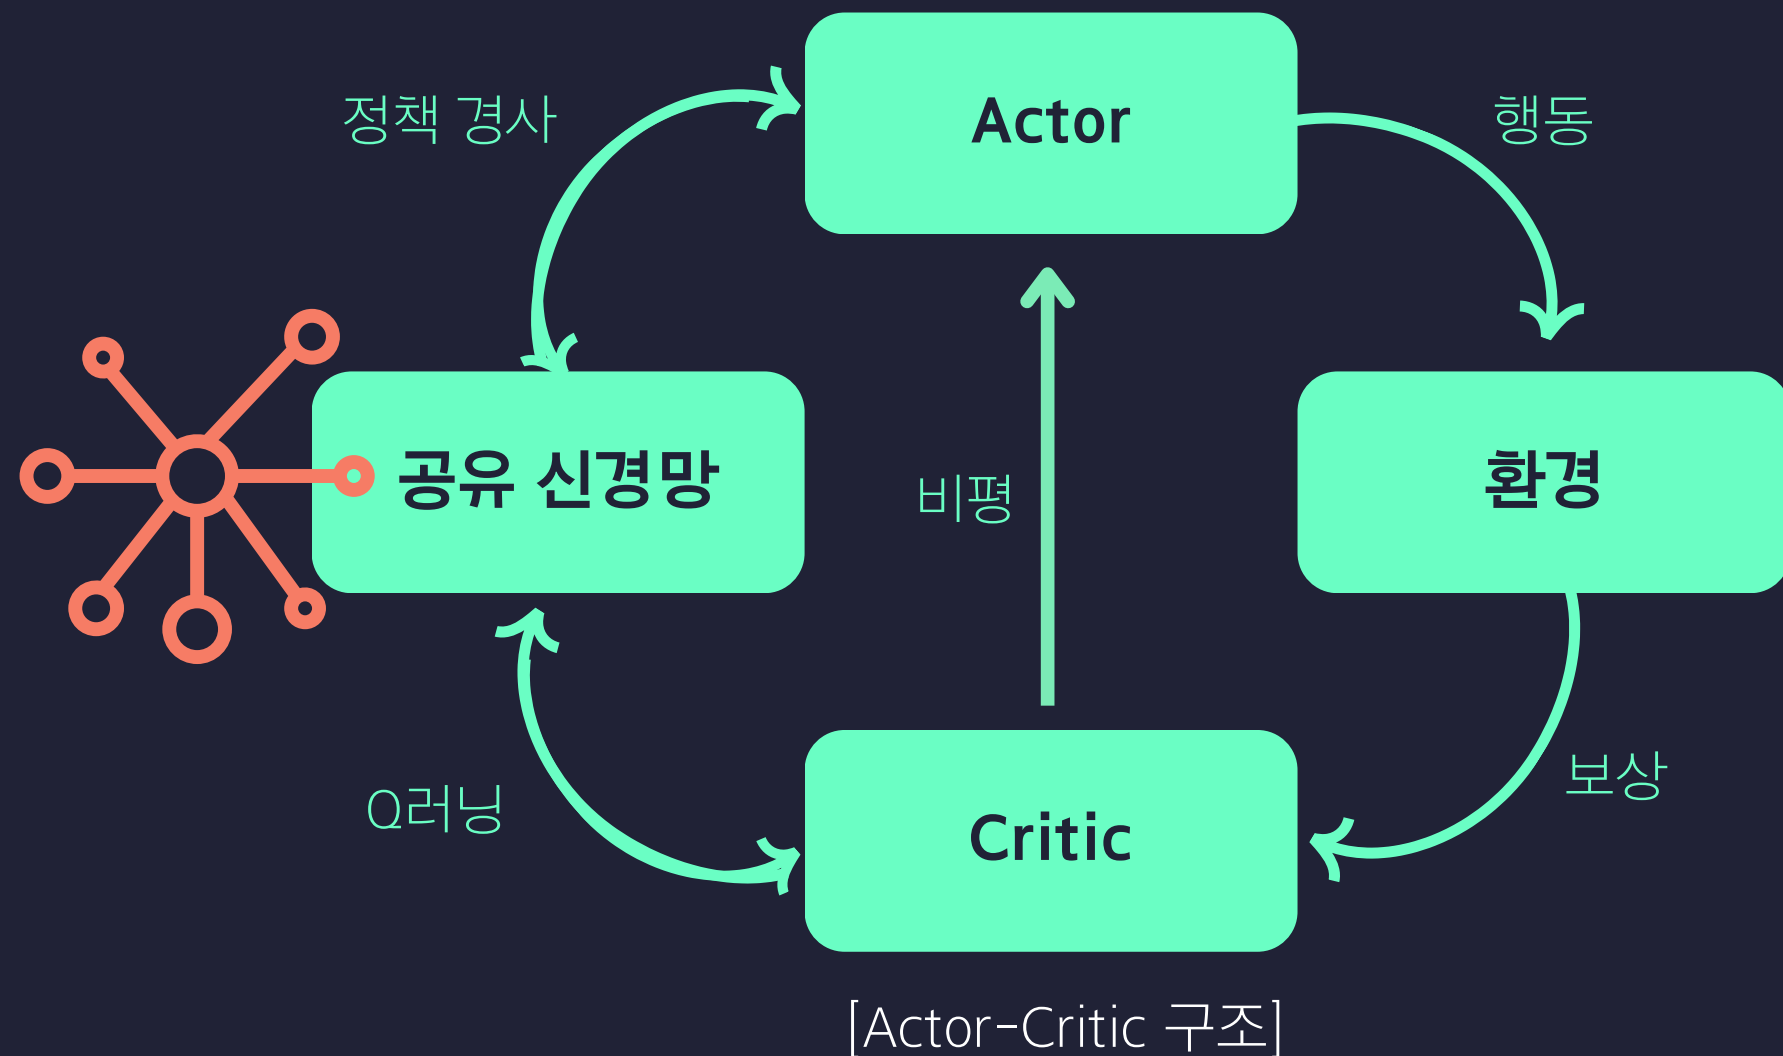 정책 경사
Actor
행동
공유 신경망
비평
환경
Q러닝
Critic
보상
[Actor-Critic 구조]